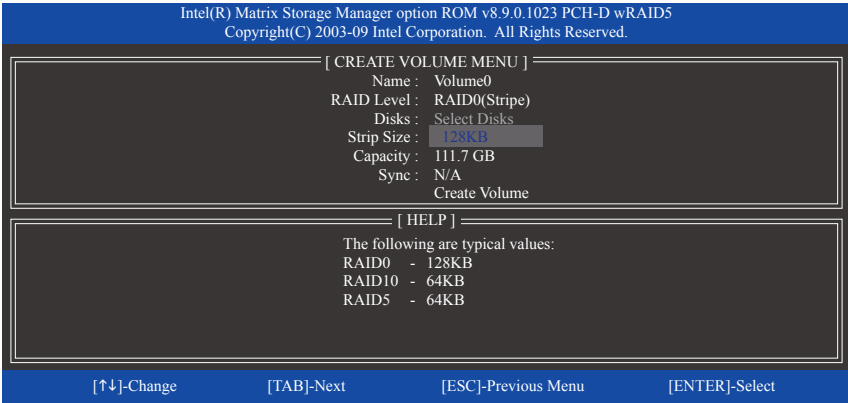 Intel(R) Matrix Storage Manager option ROM v8.9.0.1023 PCH-D wRAID5
Copyright(C) 2003-09 Intel Corporation. All Rights Reserved.
[ CREATE VOLUME MENU ]
Name : Volume0
RAID Level : RAID0(Stripe)
Disks : Select Disks
Strip Size : 128KB
Capacity : 111.7 GB
Sync : N/A
Create Volume
[ HELP ]
The following are typical values:
RAID0 - 128KB
RAID10 - 64KB
RAID5 - 64KB
[↑↓]-Change [TAB]-Next [ESC]-Previous Menu [ENTER]-Select